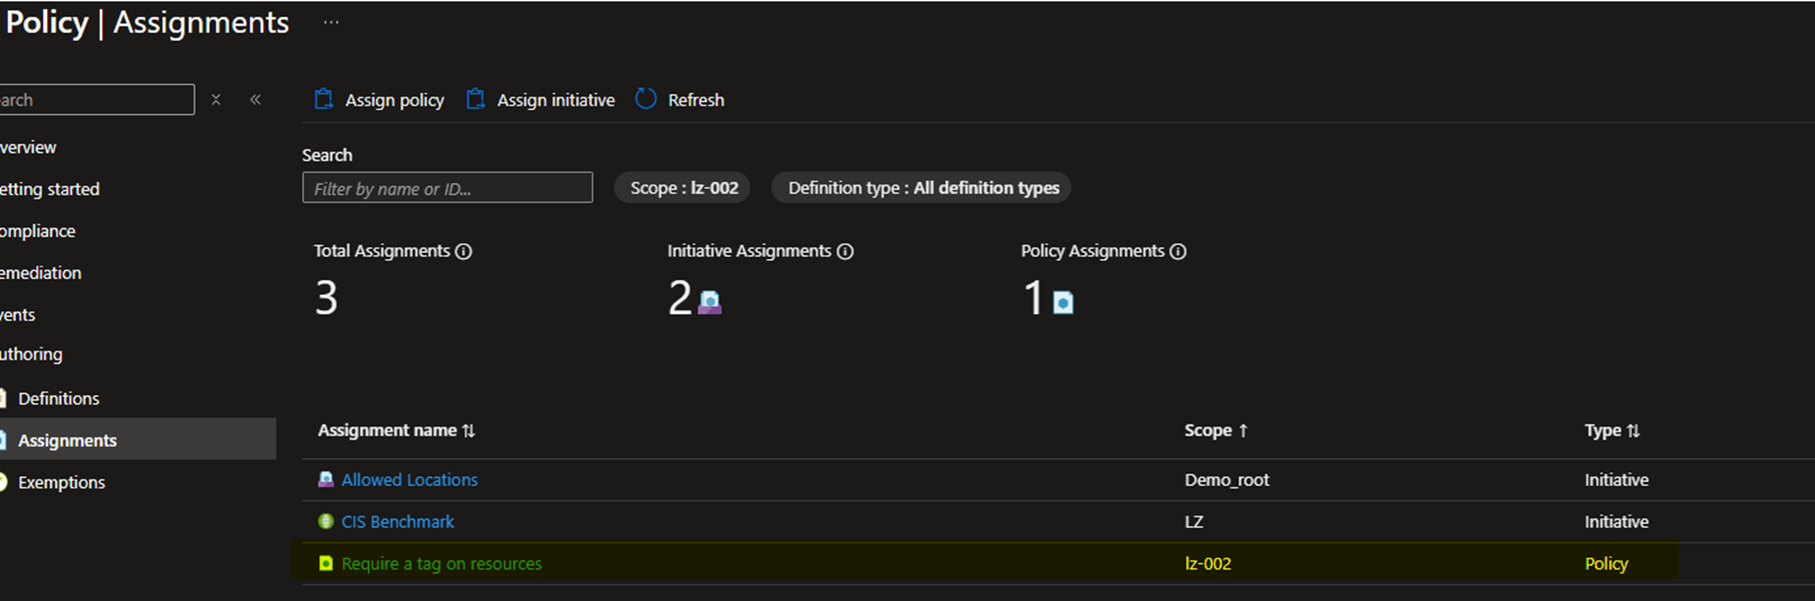 Policy | Assignments ...
arch
Assign policy Assign initiative Refresh
verview
Search
etting started
Filter by name or ID...
Scope : lz-002
Definition type : All definition types
ompliance
Total Assignments
Initiative Assignments
Policy Assignments
emediation
3
2
1
vents
uthoring
Definitions
Assignments
Exemptions
Assignment name Scope Type
Allowed Locations Demo_root Initiative
CIS Benchmark LZ Initiative
Require a tag on resources lz-002 Policy